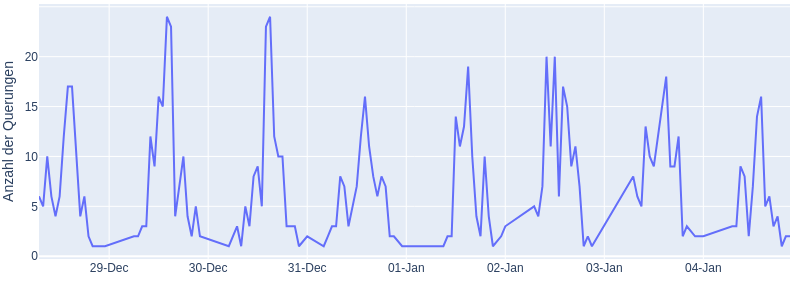 Anzahl der Querungen
20
15
10
5
0
29-Dec
30-Dec
31-Dec
01-Jan
02-Jan
03-Jan
04-Jan